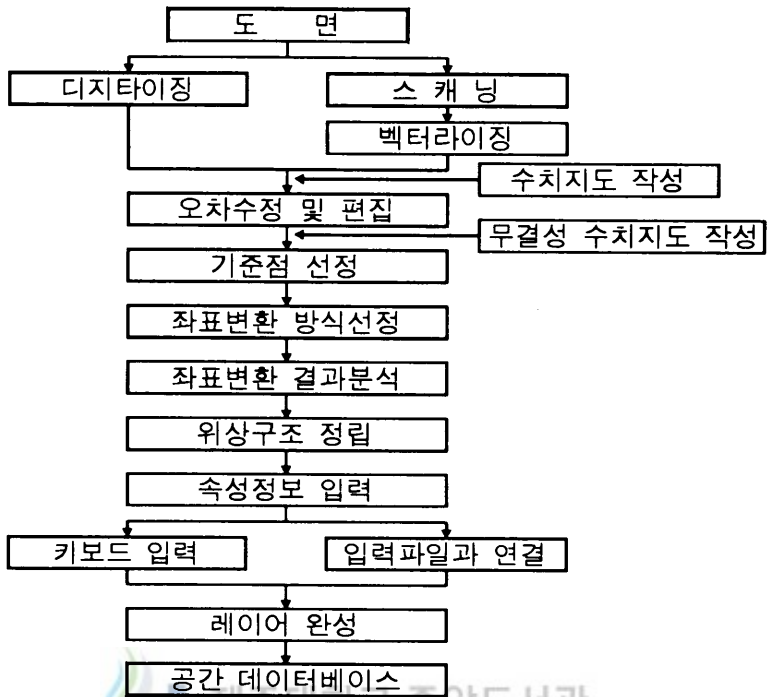 도 면
디지타이징
스 캐 닝
벡터라이징
수치지도 작성
오차수정 및 편집
무결성 수치지도 작성
기준점 선정
좌표변환 방식선정
좌표변환 결과분석
위상구조 정립
속성정보 입력
키보드 입력
입력파일과 연결
레이어 완성
공간 데이터베이스